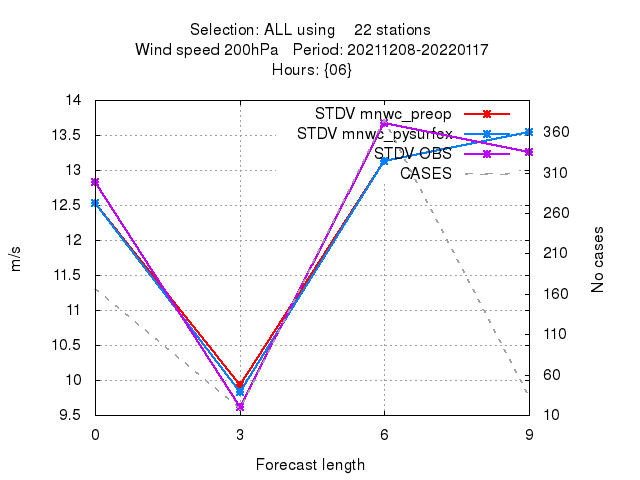 Selection: ALL using 22 stations
Wind speed 200hPa Period: 20211208-20220117
Hours: {06}
14
13.5
13
12.5
12
11.5
11
10.5
10
9.5
m/s
STDV mnwc_preop
STDV mnwc_pysurfex
STDV OBS
CASES
360
310
260
210
160
110
60
10
No cases
0 3 6 9
Forecast length